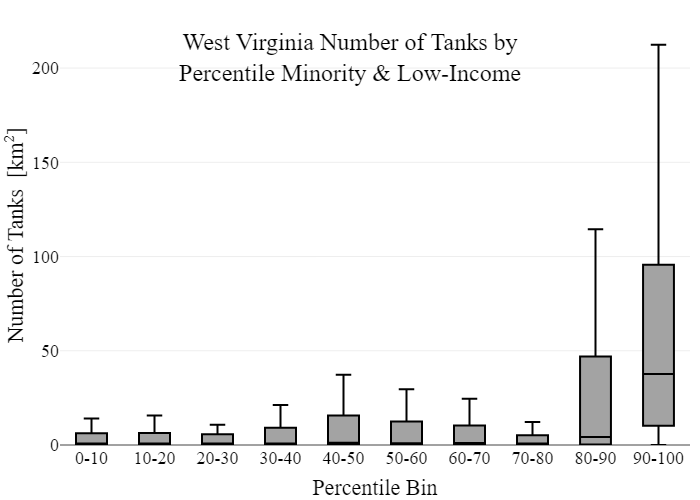 West Virginia Number of Tanks by
Percentile Minority & Low-Income
Number of Tanks [km²]
200
150
100
50
0
0-10 10-20 20-30 30-40 40-50 50-60 60-70 70-80 80-90 90-100
Percentile Bin